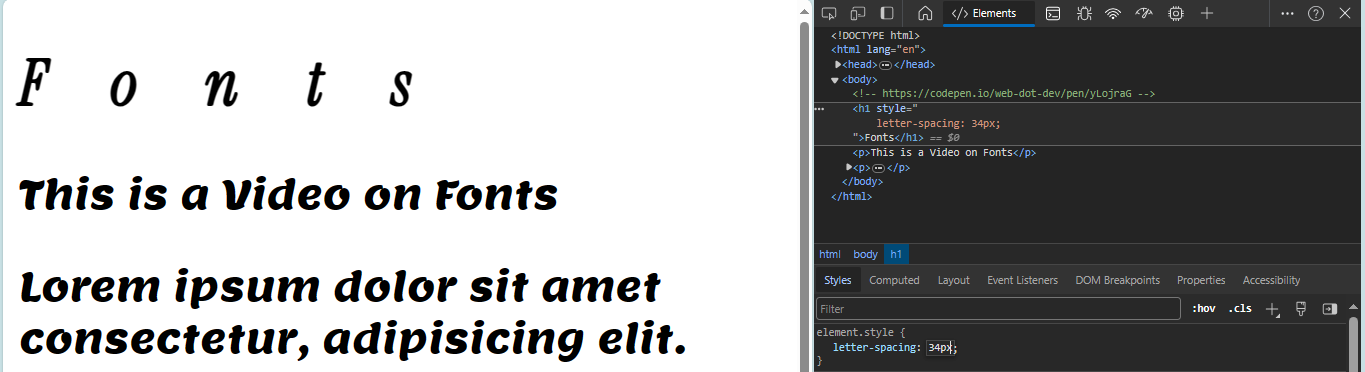 F o n t s
This is a Video on Fonts
Lorem ipsum dolor sit amet
consectetur, adipisicing elit.
Elements
<!DOCTYPE html>
<html lang="en">
<head></head>
<body>
<!-- https://codepen.io/web-dot-dev/pen/yLojraG -->
<h1 style="
letter-spacing: 34px;
">Fonts</h1> == $0
<p>This is a Video on Fonts</p>
<p></p>
</body>
</html>
html body h1
Styles Computed Layout Event Listeners DOM Breakpoints Properties Accessibility
Filter :hov .cls
element.style {
letter-spacing: 34px;
}